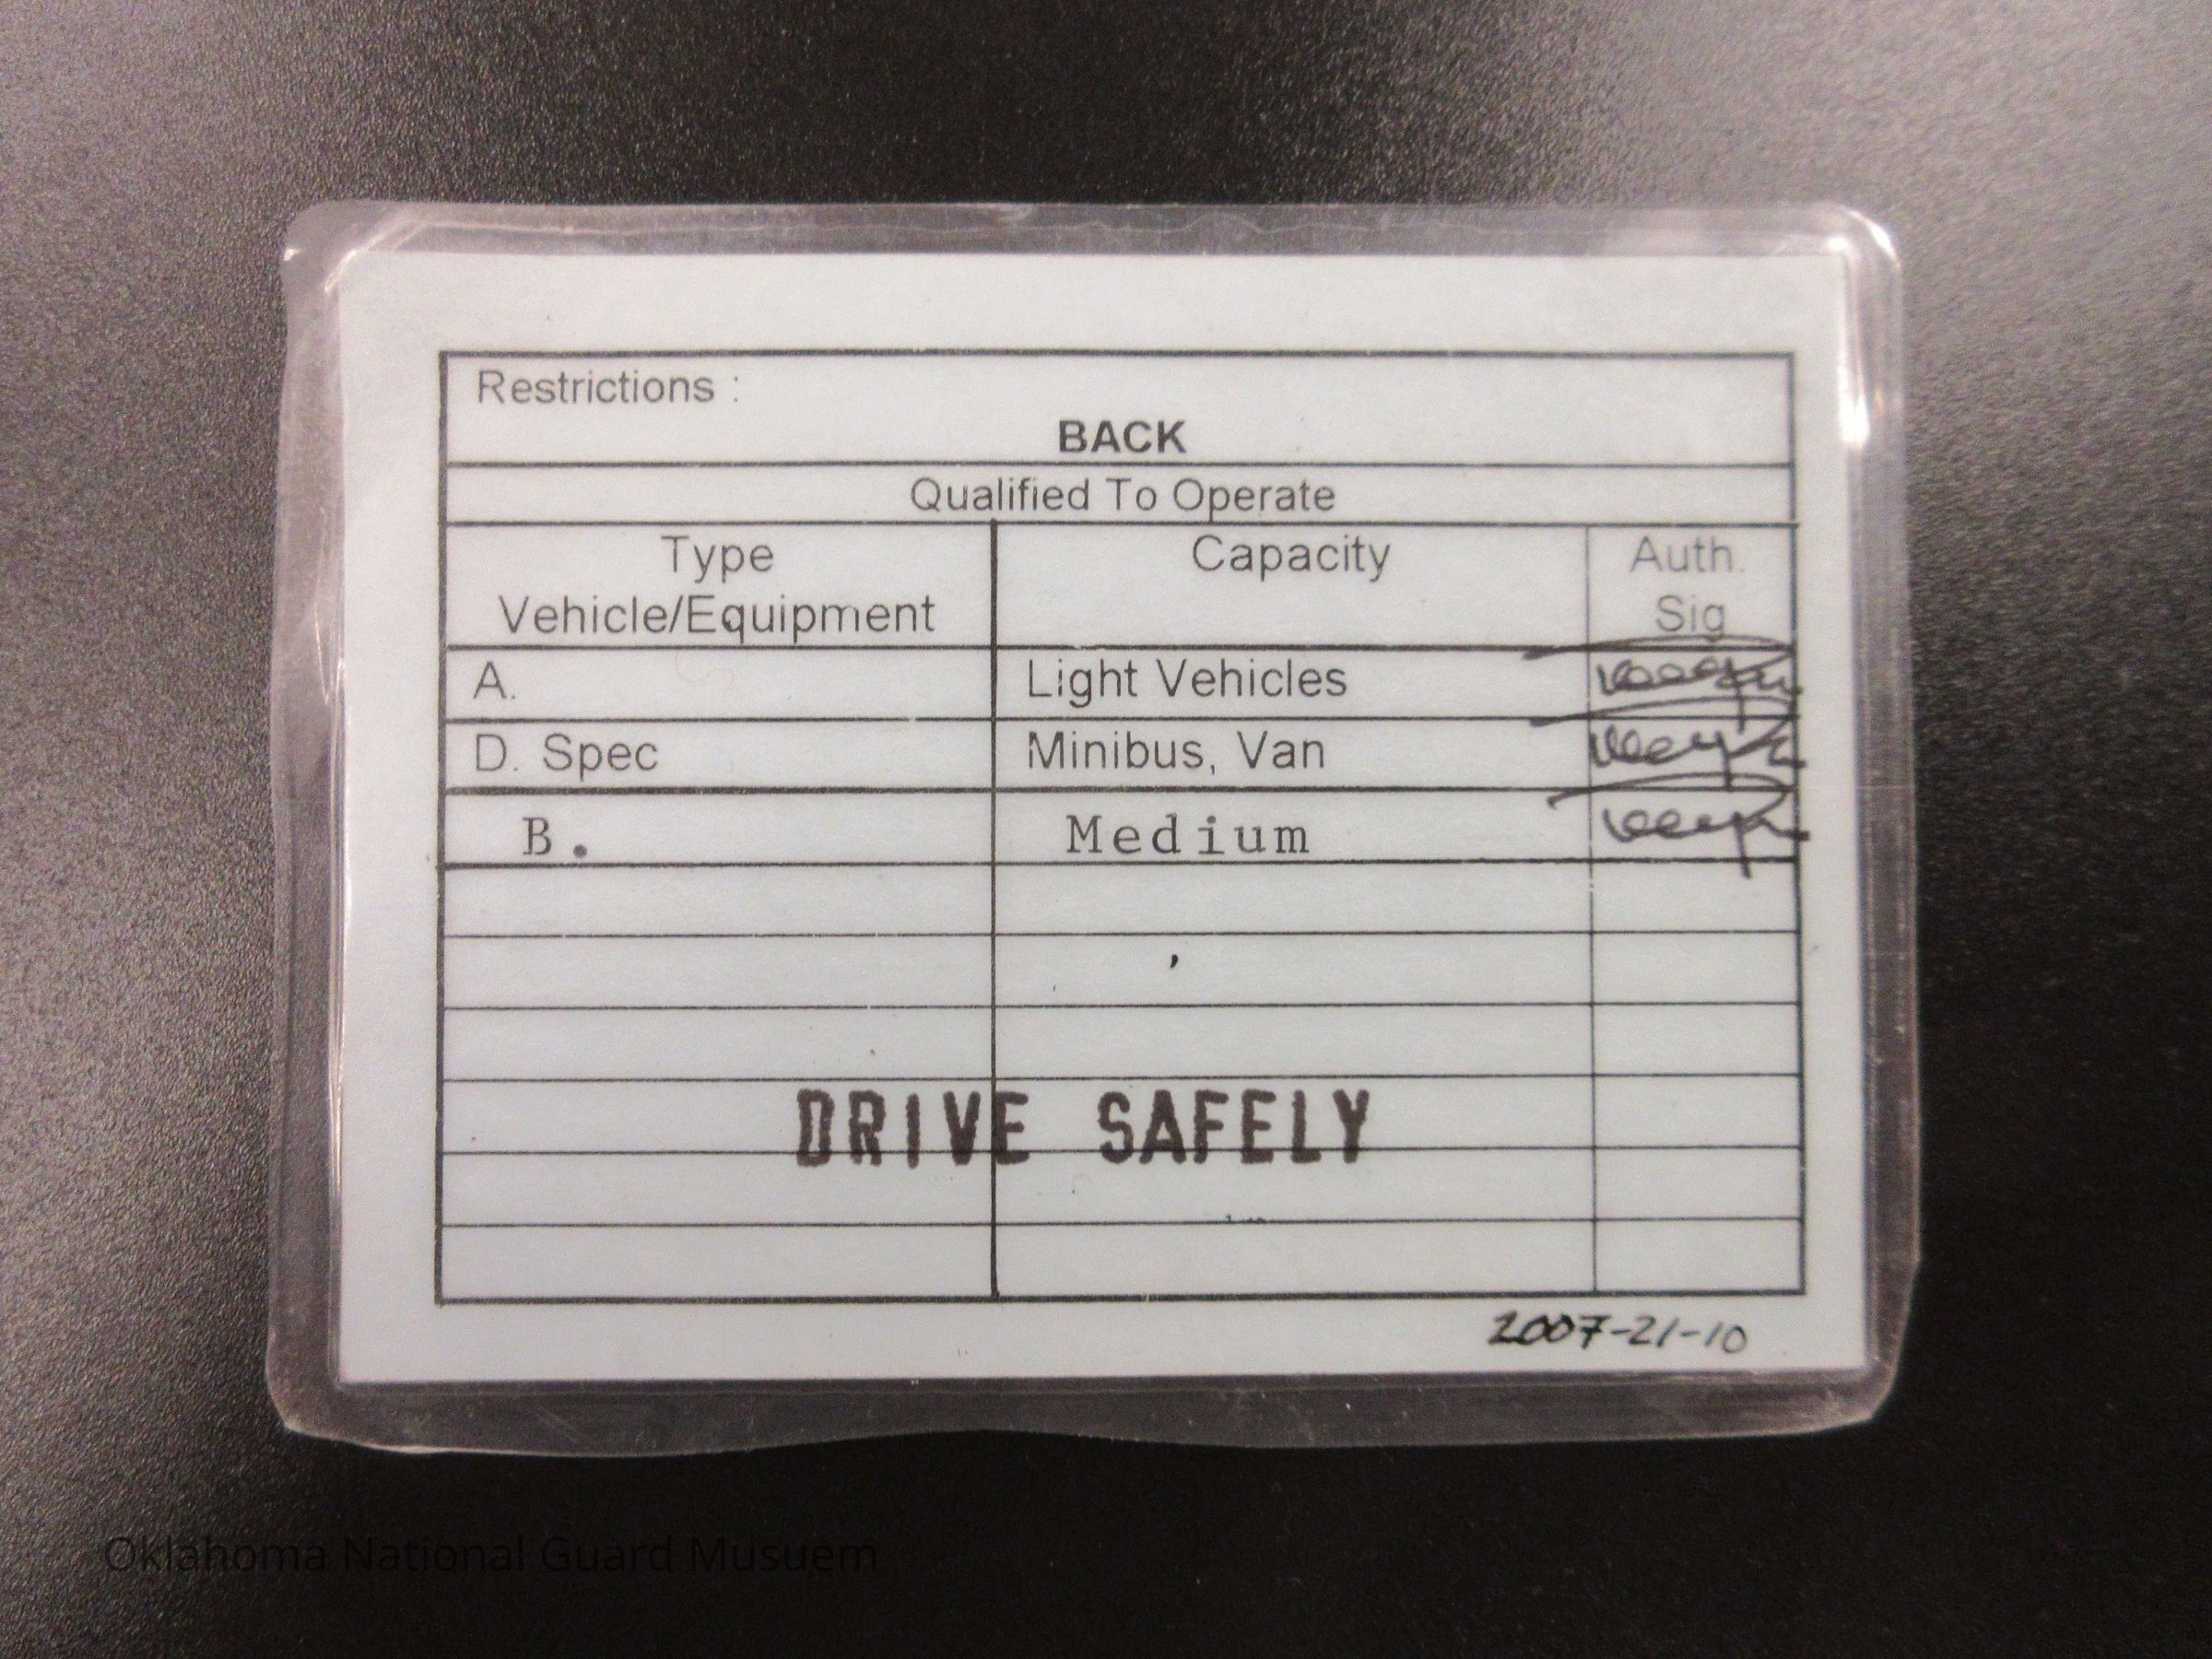 Restrictions :
BACK
Qualified To Operate
Type Vehicle/Equipment Capacity Auth. Sig
A. Light Vehicles
D. Spec Minibus, Van
B. Medium
DRIVE SAFELY
2007-21-10
Oklahoma National Guard Musuem